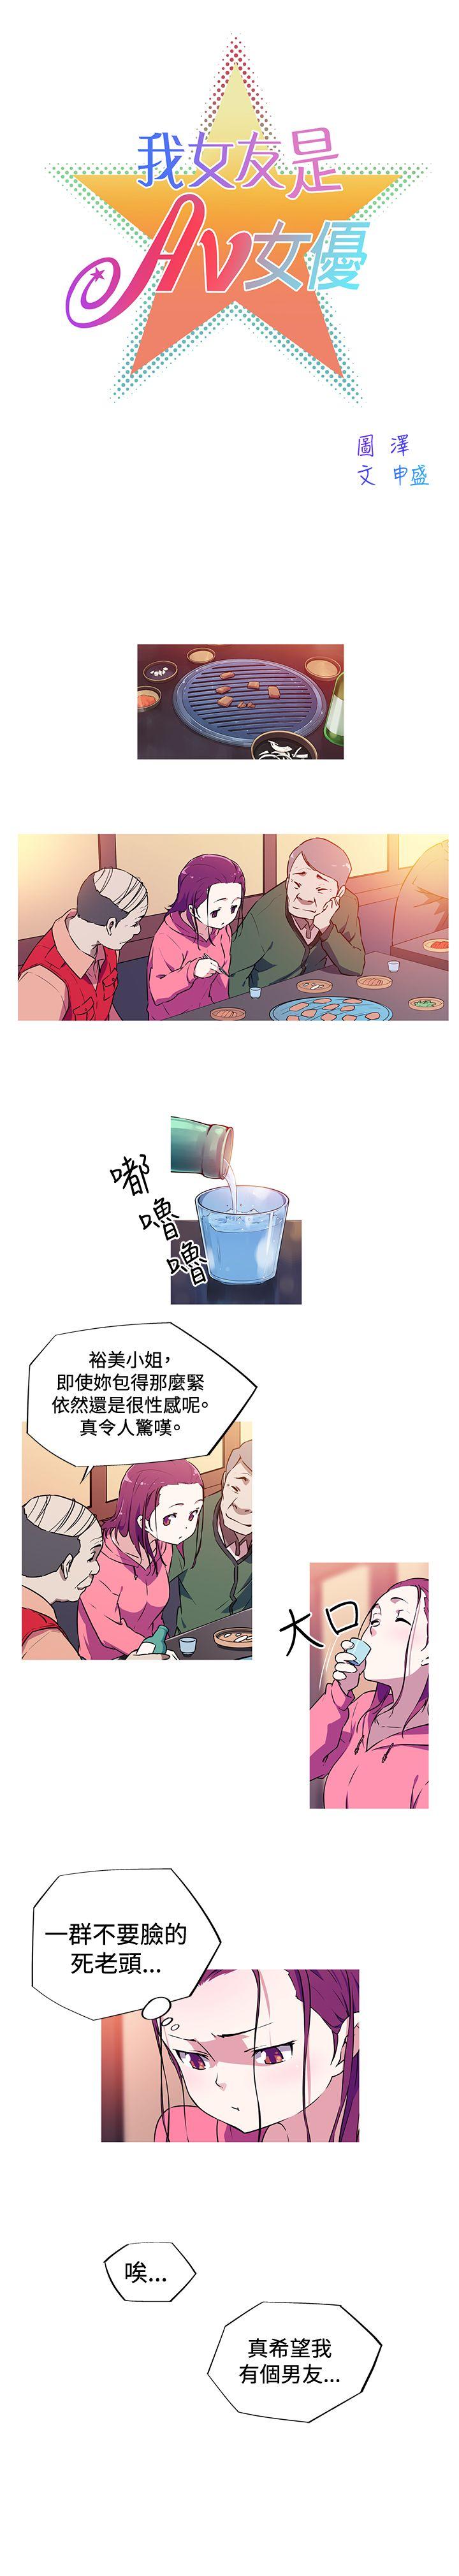 我女友是
AV女優
圖 澤
文 申盛
嘟
嚕
嚕
裕美小姐,
即使妳包得那麼緊
依然還是很性感呢。
真令人驚嘆。
大口
一群不要臉的
死老頭...
唉...
真希望我
有個男友...